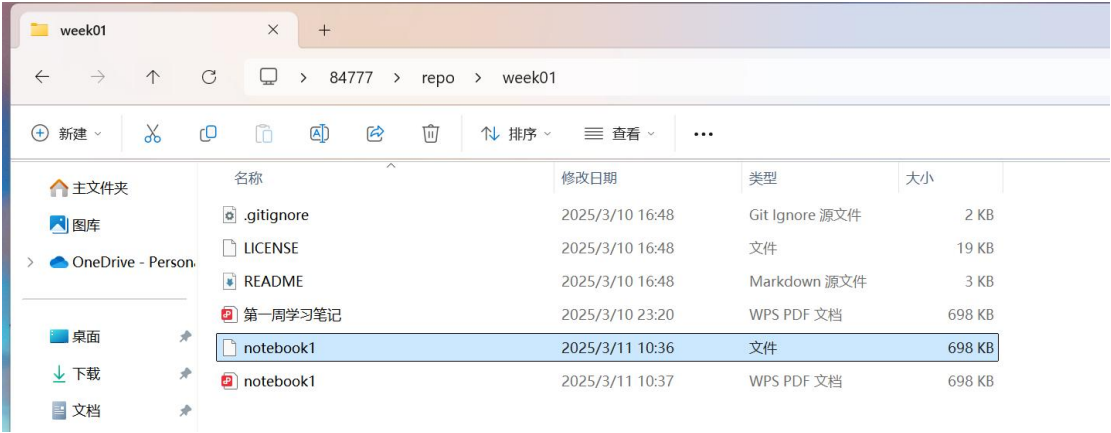 week01
84777 > repo > week01
新建 排序 查看 ...
名称 修改日期 类型 大小
主文件夹
图库
OneDrive - Person
桌面
下载
文档
.gitignore 2025/3/10 16:48 Git Ignore 源文件 2 KB
LICENSE 2025/3/10 16:48 文件 19 KB
README 2025/3/10 16:48 Markdown 源文件 3 KB
第一周学习笔记 2025/3/10 23:20 WPS PDF 文档 698 KB
notebook1 2025/3/11 10:36 文件 698 KB
notebook1 2025/3/11 10:37 WPS PDF 文档 698 KB